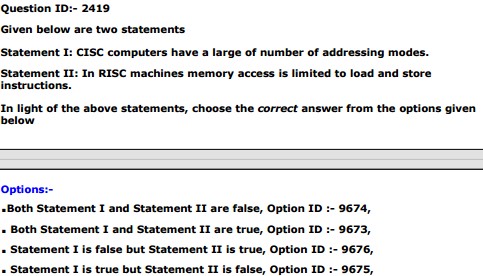 Question ID:- 2419
Given below are two statements
Statement I: CISC computers have a large of number of addressing modes.
Statement II: In RISC machines memory access is limited to load and store
instructions.
In light of the above statements, choose the correct answer from the options given
below
Options:-
▪Both Statement I and Statement II are false, Option ID :- 9674,
▪ Both Statement I and Statement II are true, Option ID :- 9673,
▪ Statement I is false but Statement II is true, Option ID :- 9676,
▪ Statement I is true but Statement II is false, Option ID :- 9675,